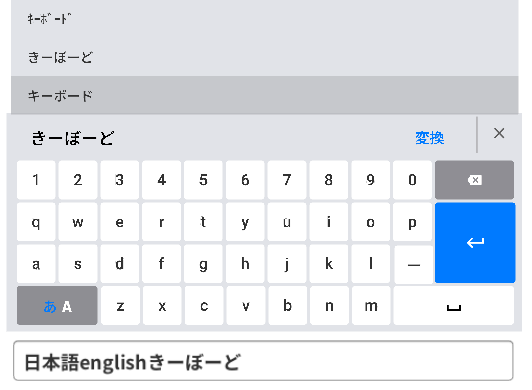 ｷｰﾎﾞｰﾄﾞ
きーぼーど
キーボード
きーぼーど 変換 ×
1 2 3 4 5 6 7 8 9 0
q w e r t y u i o p
a s d f g h j k l ー
あ A z x c v b n m
日本語englishきーぼーど